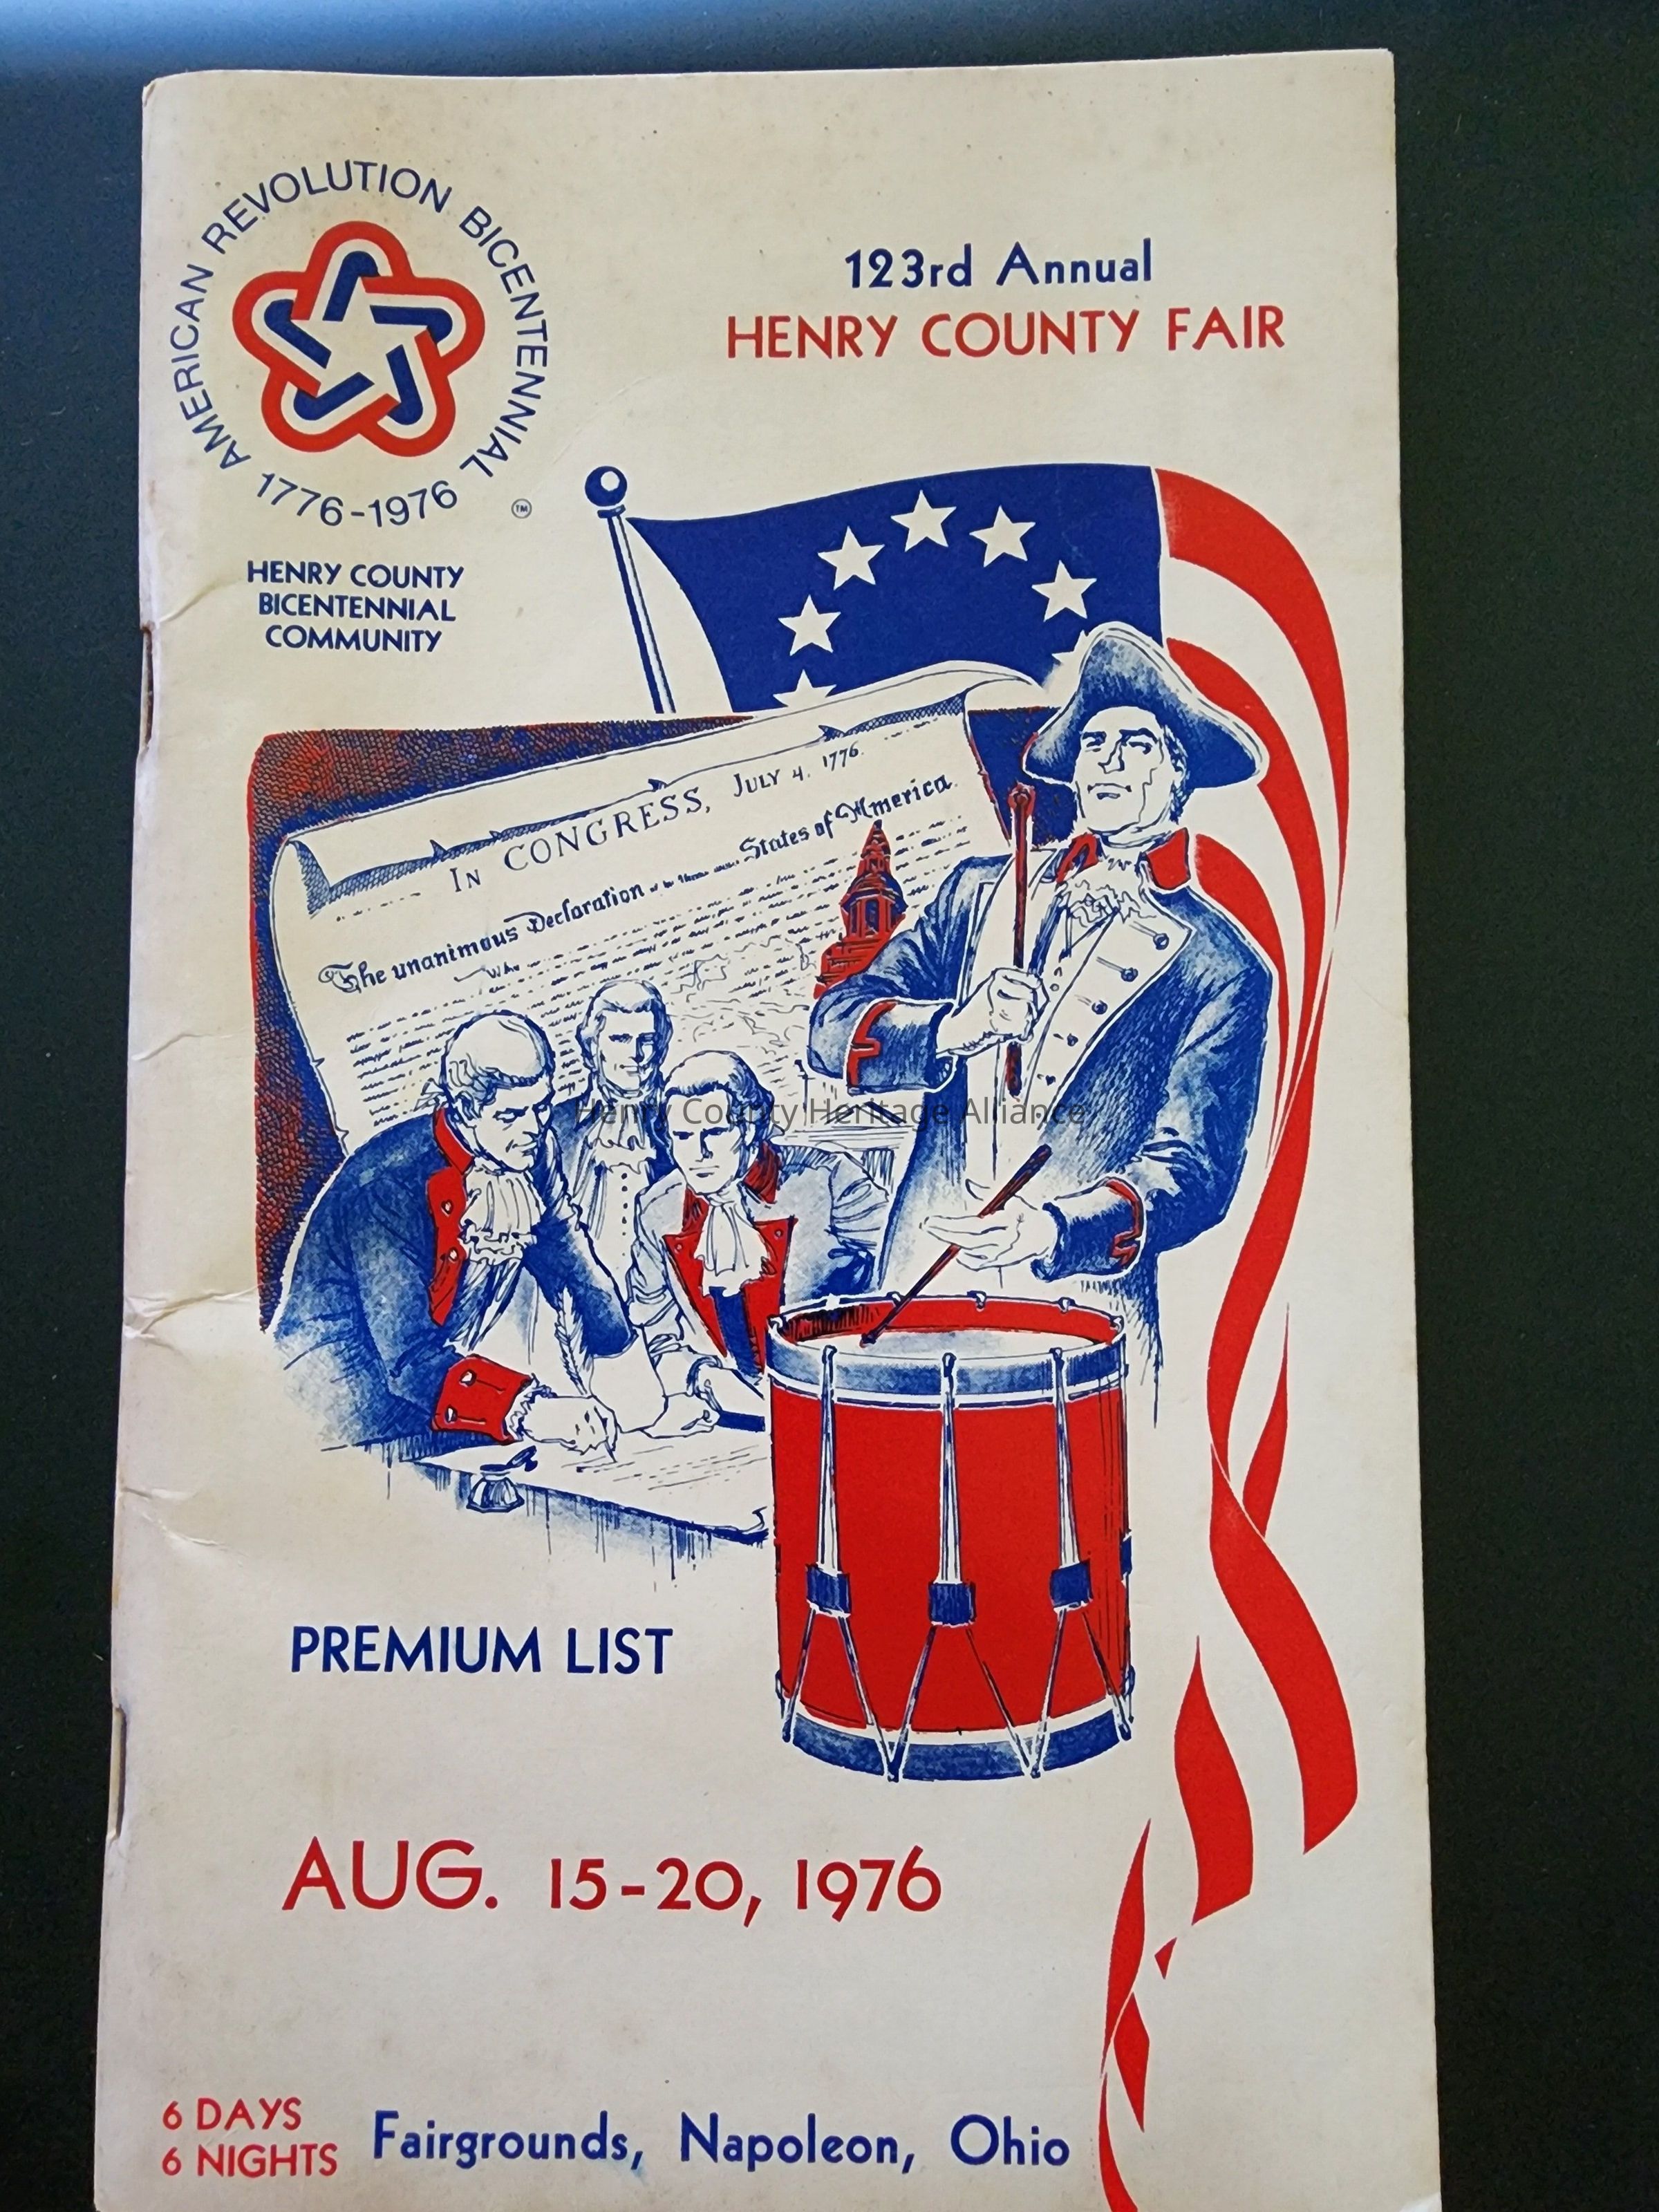 AMERICAN REVOLUTION BICENTENNIAL
1776-1976
TM
HENRY COUNTY
BICENTENNIAL
COMMUNITY
123rd Annual
HENRY COUNTY FAIR
IN CONGRESS, JULY 4, 1776.
The unanimous Declaration States of America.
Henry County Heritage Alliance
PREMIUM LIST
AUG. 15-20, 1976
6 DAYS
6 NIGHTS
Fairgrounds, Napoleon, Ohio